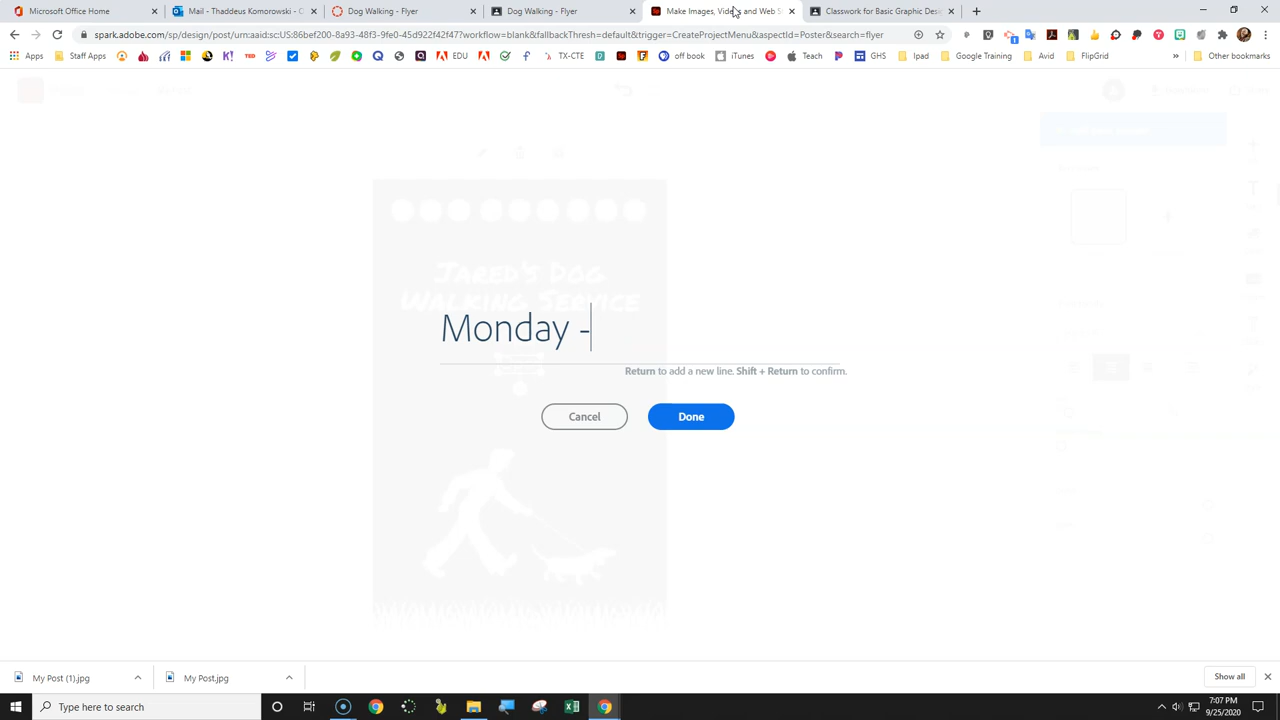 Microsoft Office Home
Mail - Thaddeus Komorowski - O
Dog Walking - Flyer
Dog Walking - Flyer
Make Images, Videos and Web S
Classwork for Basic Graphic Des
spark.adobe.com/sp/design/post/urn:aaid:sc:US:86bef200-8a93-48f3-9fe0-45d922f42f47?workflow=blank&fallbackThresh=default&trigger=CreateProjectMenu&aspectId=Poster&search=flyer
Apps
Staff Apps
TED
EDU
TX-CTE
off book
iTunes
Teach
GHS
Ipad
Google Training
Avid
FlipGrid
Other bookmarks
Jared's Dog
Walking Service
Monday -
Return to add a new line. Shift + Return to confirm.
Cancel
Done
My Post (1).jpg
My Post.jpg
Show all
Type here to search
7:07 PM
9/25/2020